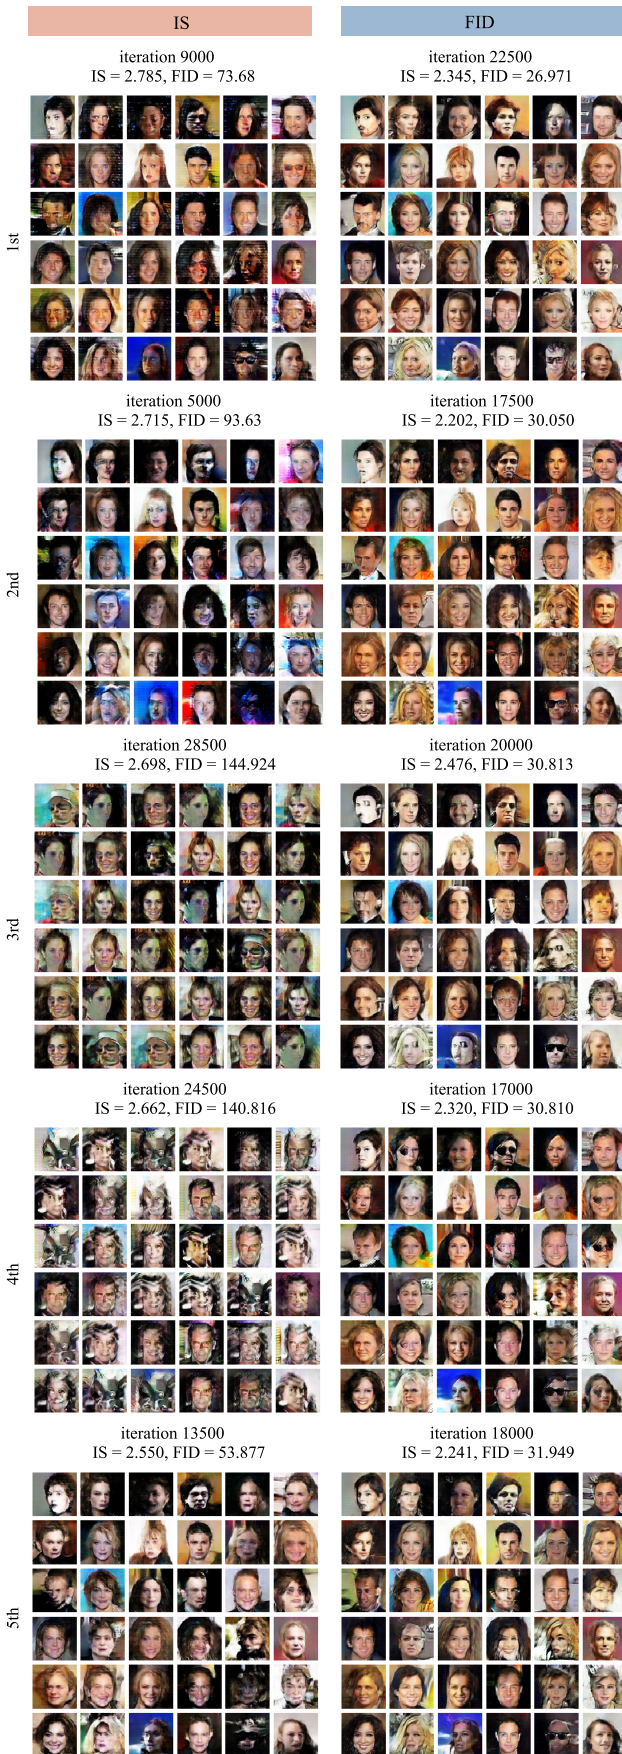 IS
FID
iteration 9000
IS = 2.785, FID = 73.68
iteration 22500
IS = 2.345, FID = 26.971
1st
iteration 5000
IS = 2.715, FID = 93.63
iteration 17500
IS = 2.202, FID = 30.050
2nd
iteration 28500
IS = 2.698, FID = 144.924
iteration 20000
IS = 2.476, FID = 30.813
3rd
iteration 24500
IS = 2.662, FID = 140.816
iteration 17000
IS = 2.320, FID = 30.810
4th
iteration 13500
IS = 2.550, FID = 53.877
iteration 18000
IS = 2.241, FID = 31.949
5th